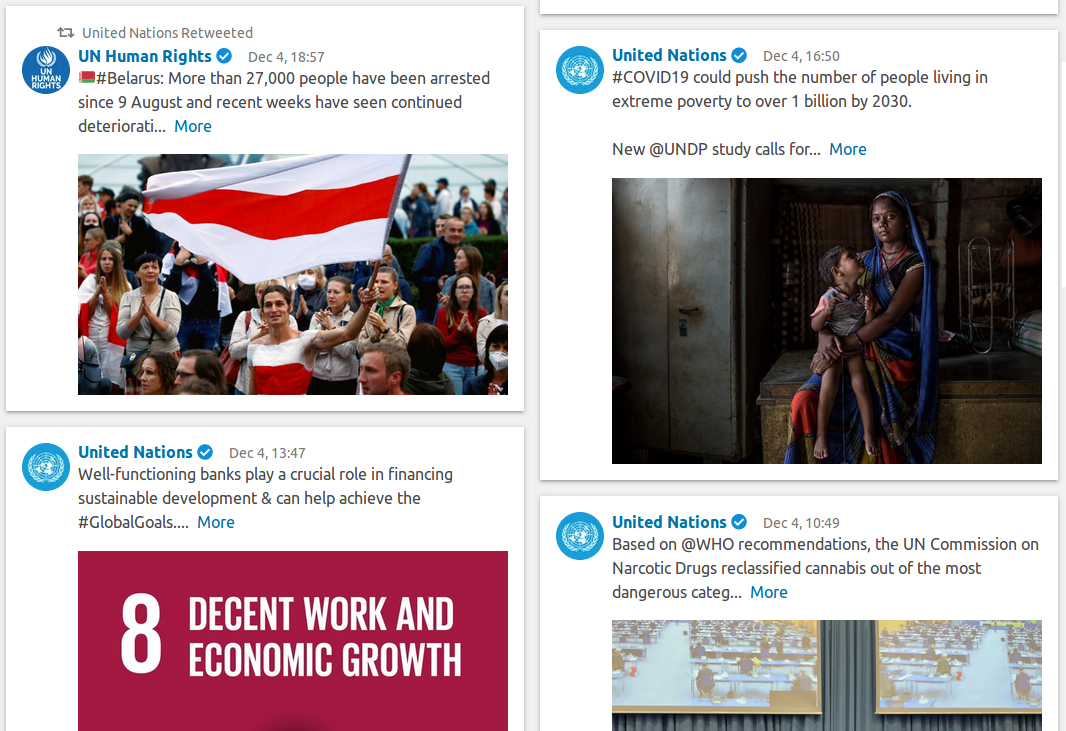 United Nations Retweeted
UN Human Rights Dec 4, 18:57
UN
HUMAN
RIGHTS
🇧🇾#Belarus: More than 27,000 people have been arrested
since 9 August and recent weeks have seen continued
deteriorati... More
United Nations Dec 4, 13:47
Well-functioning banks play a crucial role in financing
sustainable development & can help achieve the
#GlobalGoals.... More
8 DECENT WORK AND
ECONOMIC GROWTH
United Nations Dec 4, 16:50
#COVID19 could push the number of people living in
extreme poverty to over 1 billion by 2030.
New @UNDP study calls for... More
United Nations Dec 4, 10:49
Based on @WHO recommendations, the UN Commission on
Narcotic Drugs reclassified cannabis out of the most
dangerous categ... More